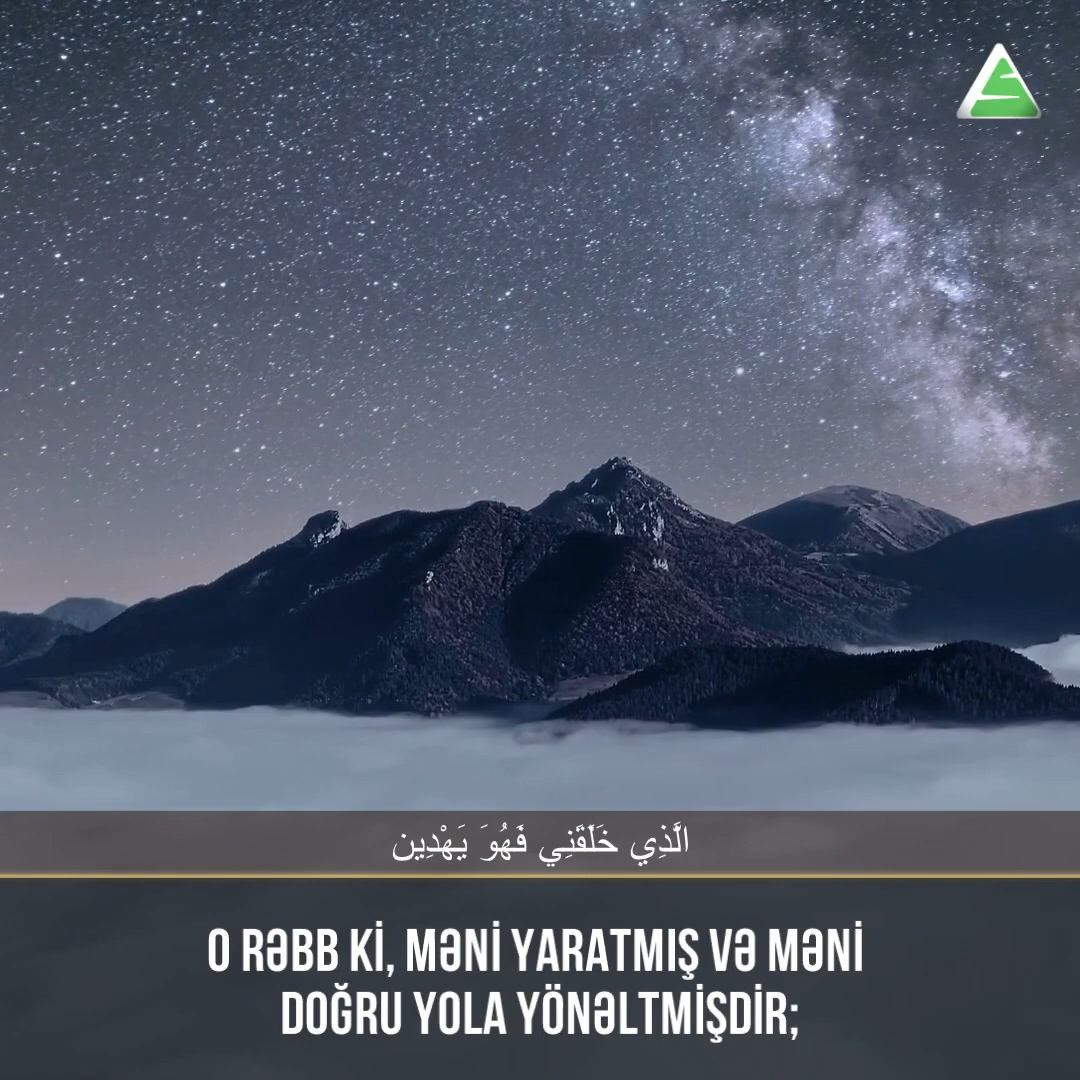 الَّذِي خَلَقَنِي فَهُوَ يَهْدِين
O RƏBB Kİ, MƏNİ YARATMIŞ VƏ MƏNİ
DOĞRU YOLA YÖNƏLTMİŞDİR;